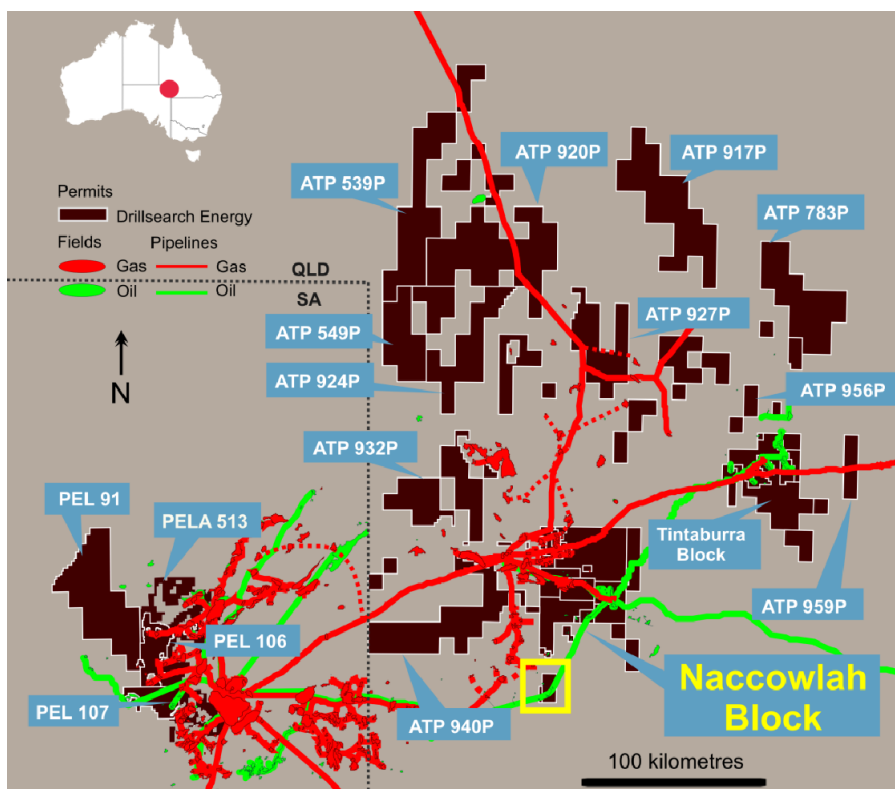 ATP 920P
ATP 917P
ATP 539P
Permits
Drillsearch Energy
ATP 783P
Fields Pipelines
Gas Gas
Oil Oil
QLD
SA
ATP 549P
ATP 927P
N
ATP 924P
ATP 956P
ATP 932P
PEL 91
PELA 513
Tintaburra
Block
ATP 959P
PEL 106
Naccowlah
Block
PEL 107
ATP 940P
100 kilometres